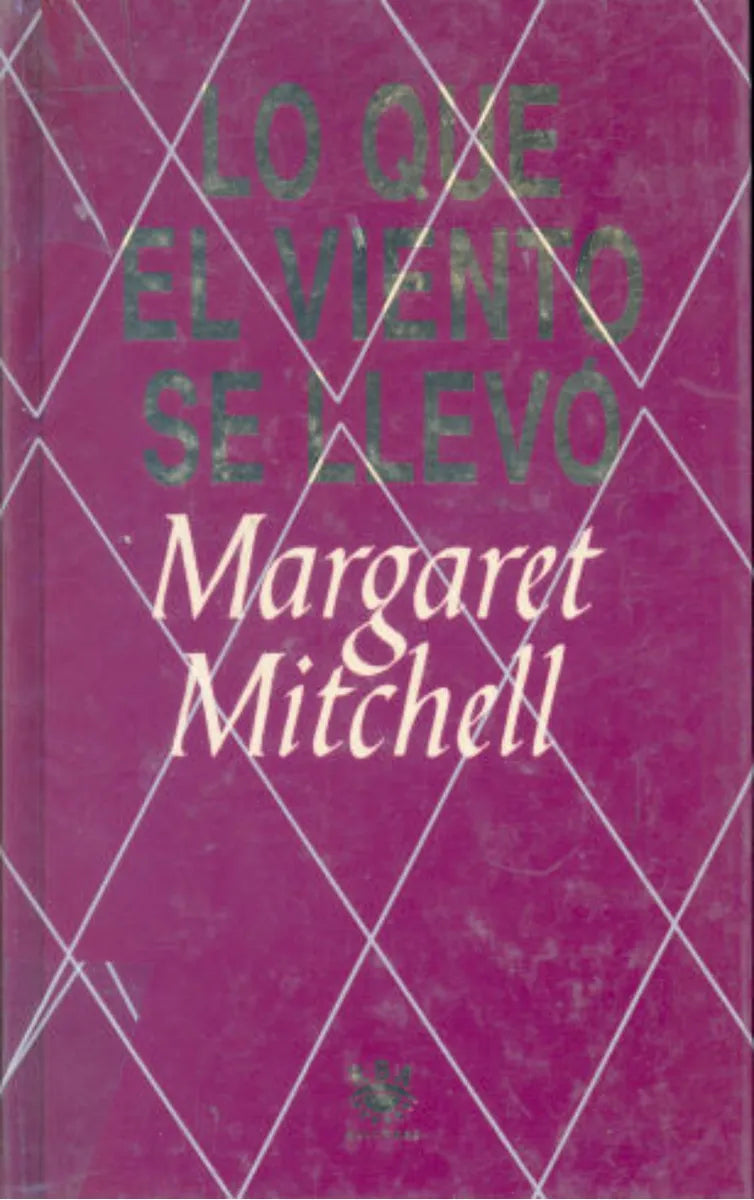 LO QUE
EL VIENTO
SE LLEVÓ
Margaret
Mitchell